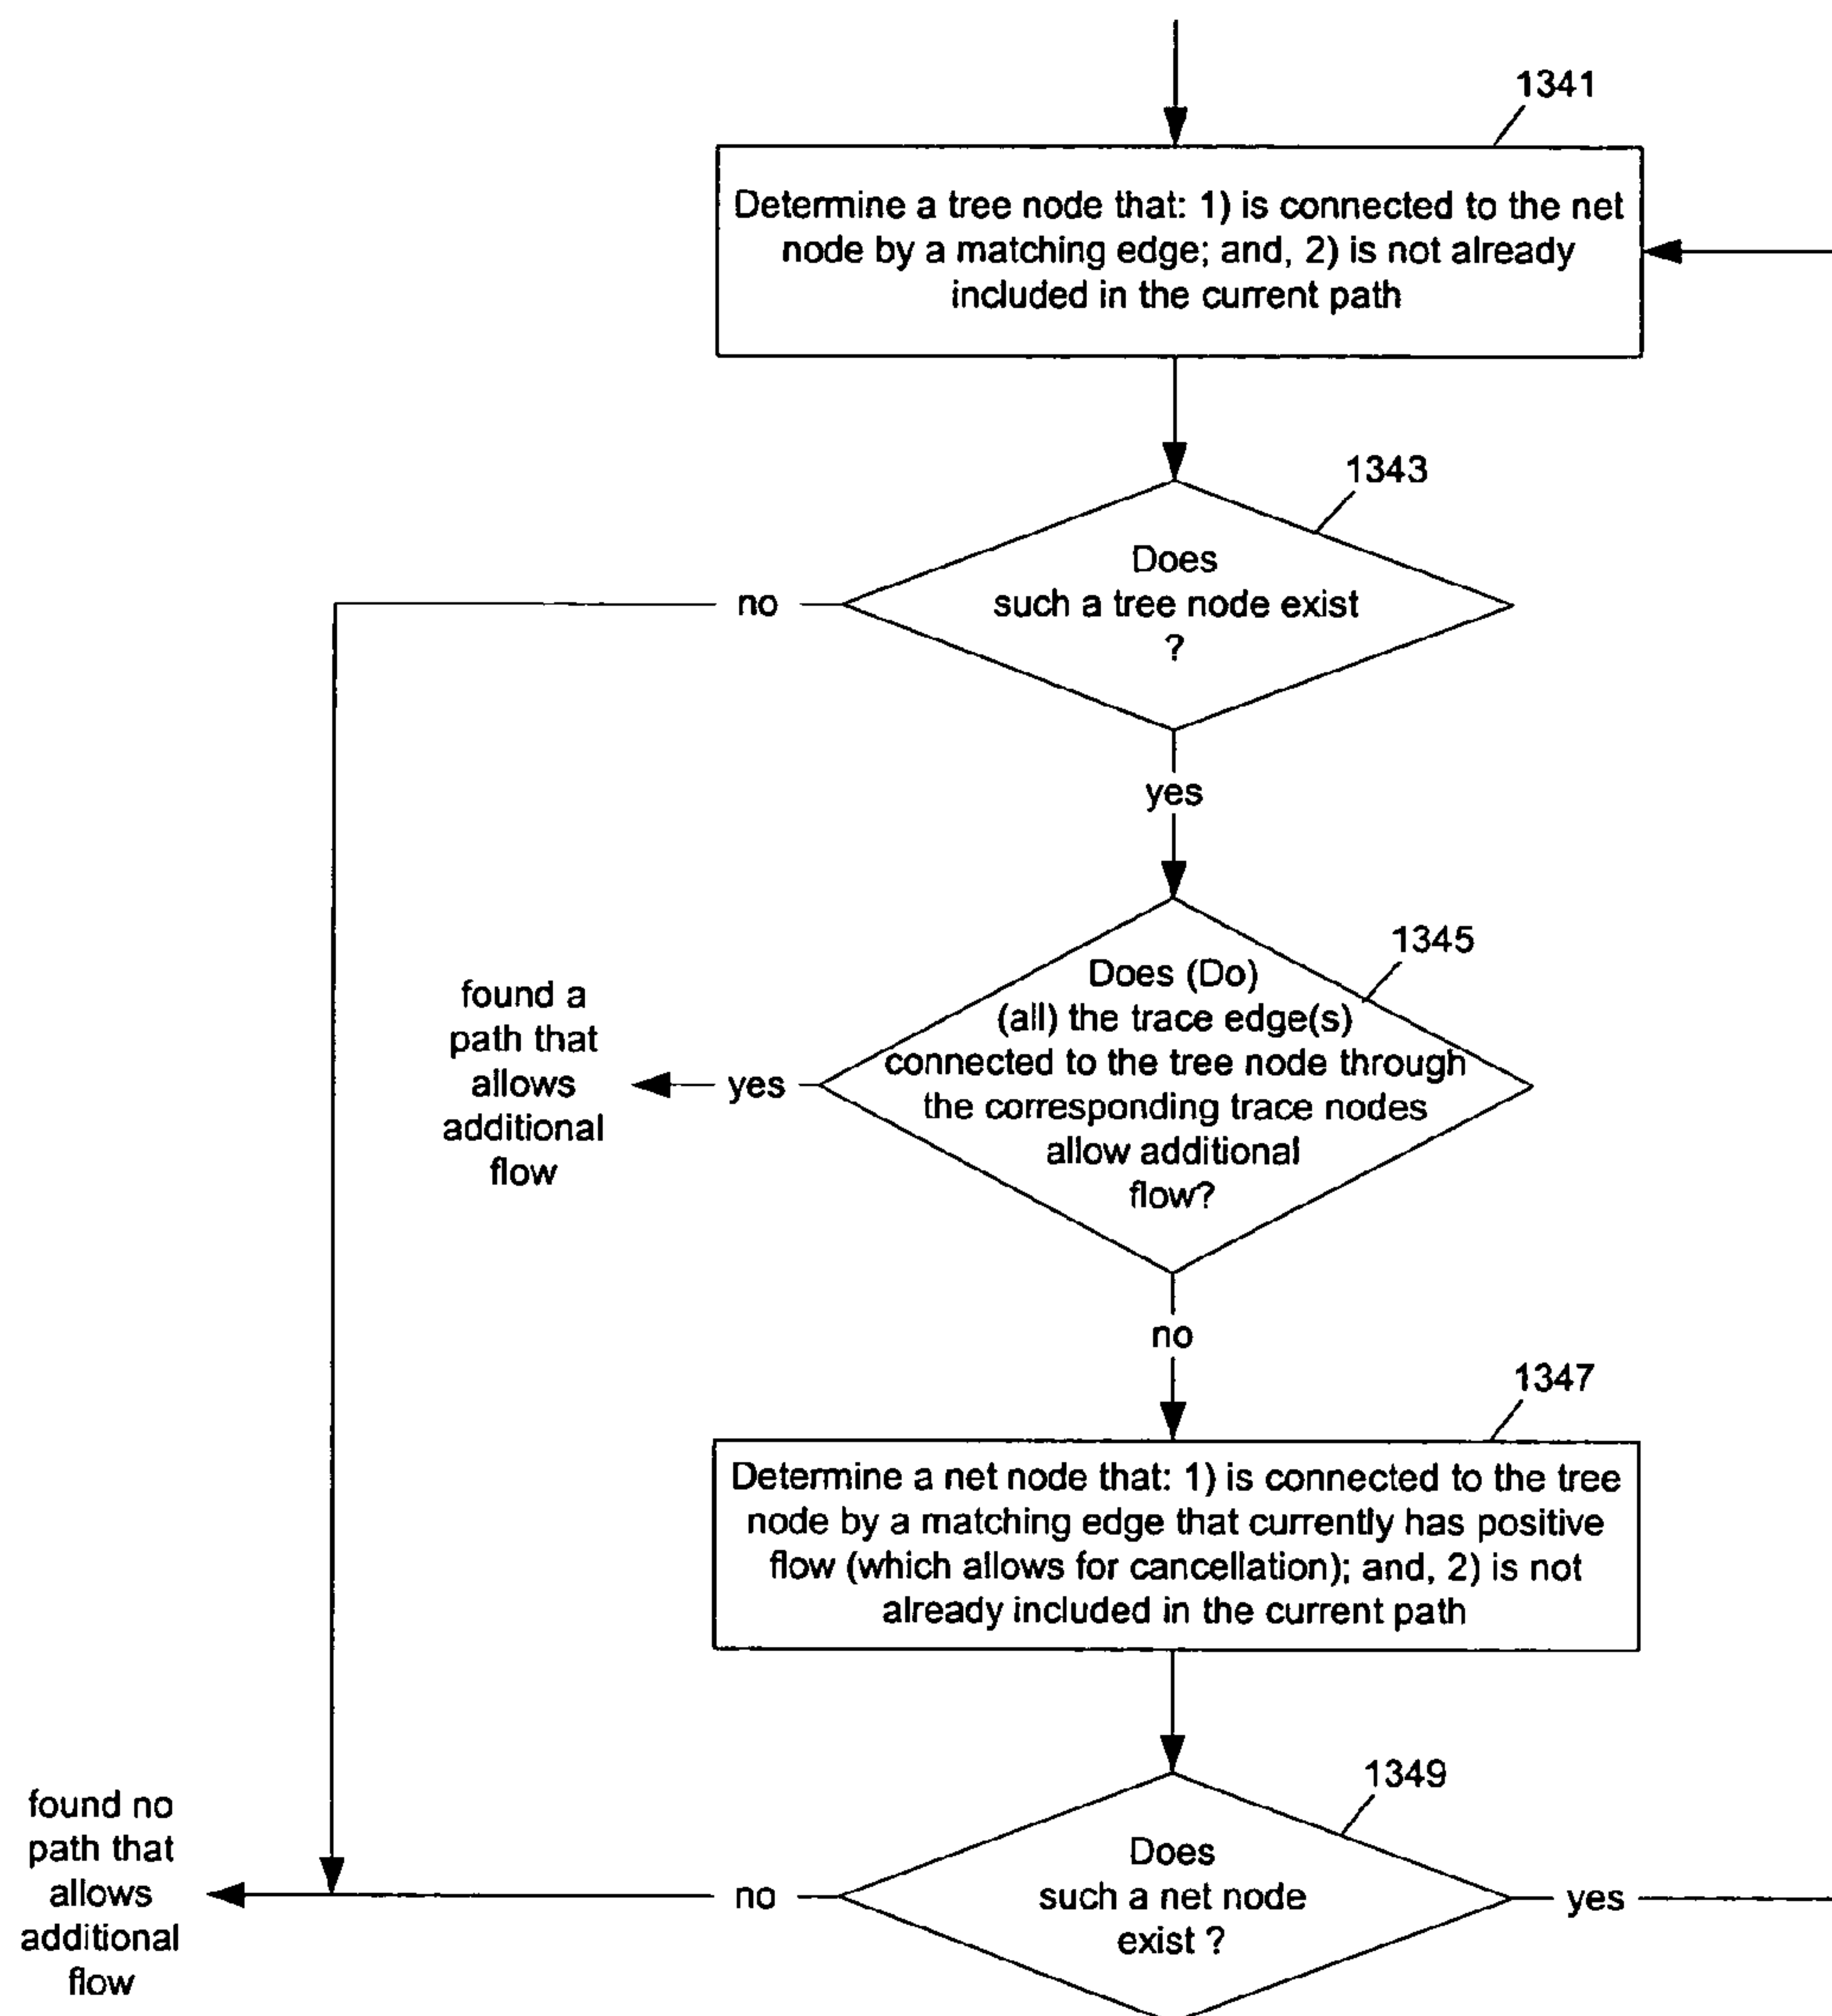 1341
Determine a tree node that: 1) is connected to the net
node by a matching edge; and, 2) is not already
included in the current path
1343
Does
such a tree node exist
?
no
yes
1345
Does (Do)
(all) the trace edge(s)
connected to the tree node through
the corresponding trace nodes
allow additional
flow?
yes
found a
path that
allows
additional
flow
no
1347
Determine a net node that: 1) is connected to the tree
node by a matching edge that currently has positive
flow (which allows for cancellation); and, 2) is not
already included in the current path
1349
Does
such a net node
exist ?
no
yes
found no
path that
allows
additional
flow